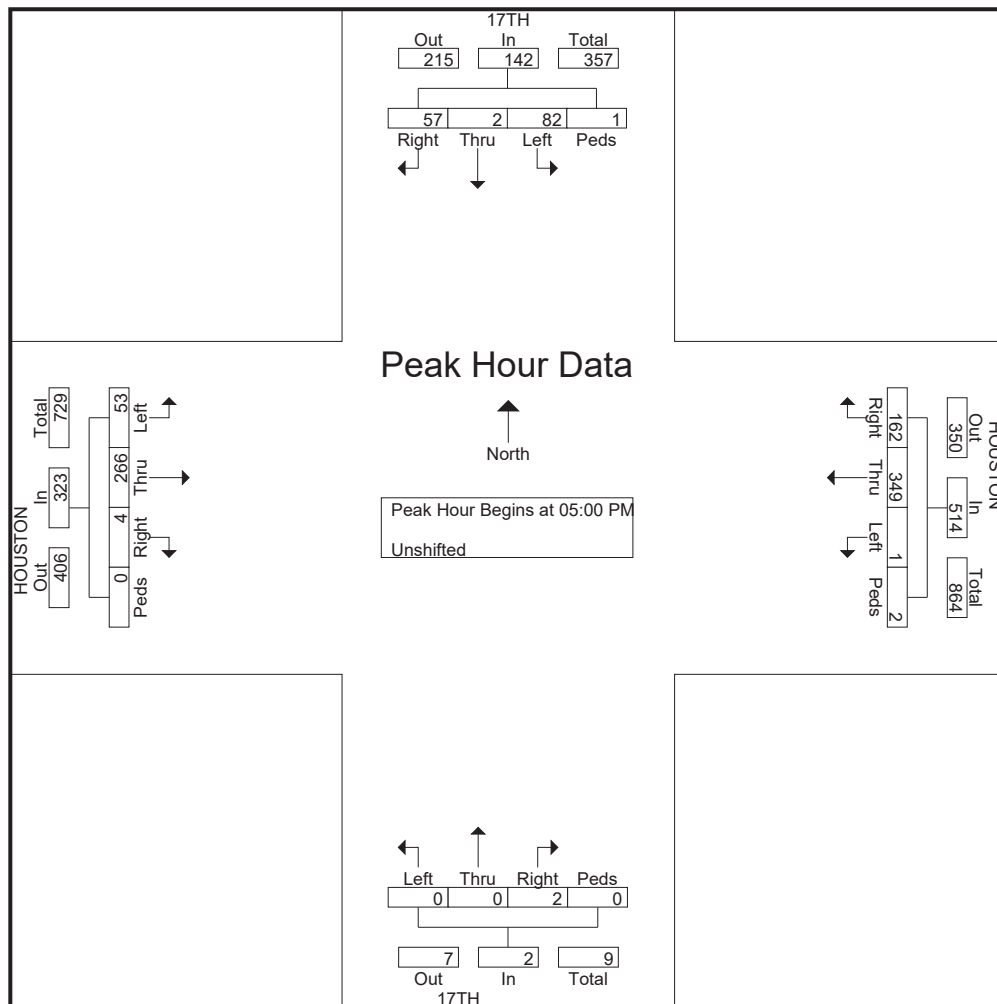 17TH
Out In Total
215 142 357
57 2 82 1
Right Thru Left Peds
Peak Hour Data
North
Peak Hour Begins at 05:00 PM
Unshifted
HOUSTON
Total In Out
729 323 406
53 266 4 0
Left Thru Right Peds
HOUSTON
Out In Total
350 514 864
162 349 1 2
Right Thru Left Peds
Left Thru Right Peds
0 0 2 0
7 2 9
Out In Total
17TH